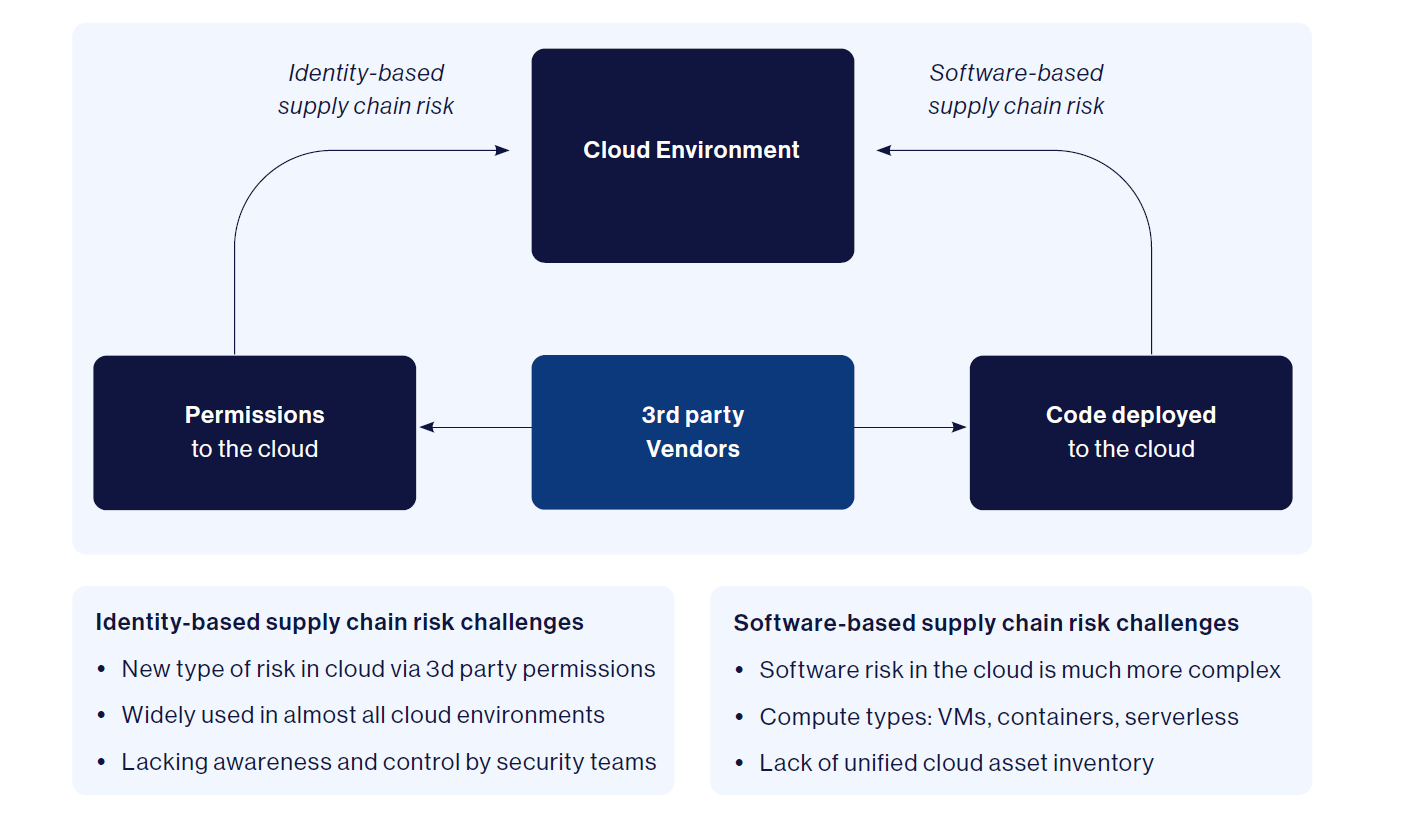 Identity-based
supply chain risk
Cloud Environment
Software-based
supply chain risk
Permissions
to the cloud
3rd party
Vendors
Code deployed
to the cloud
Identity-based supply chain risk challenges
• New type of risk in cloud via 3d party permissions
• Widely used in almost all cloud environments
• Lacking awareness and control by security teams
Software-based supply chain risk challenges
• Software risk in the cloud is much more complex
• Compute types: VMs, containers, serverless
• Lack of unified cloud asset inventory